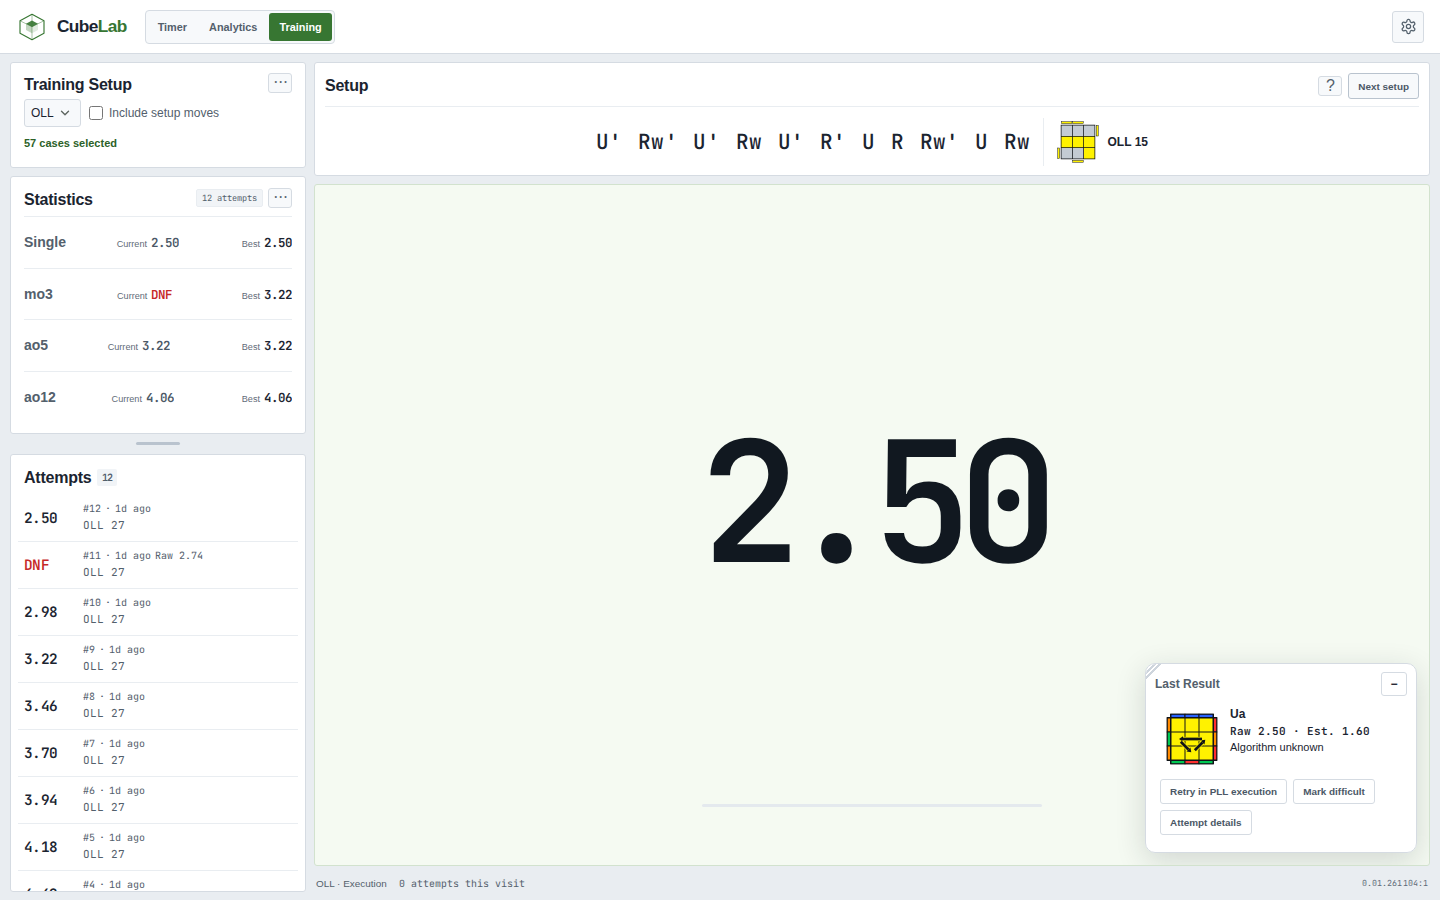 CubeLab
Timer Analytics Training
Training Setup
...
OLL
Include setup moves
57 cases selected
Statistics
12 attempts
...
Single Current 2.50 Best 2.50
mo3 Current DNF Best 3.22
ao5 Current 3.22 Best 3.22
ao12 Current 4.06 Best 4.06
Attempts 12
2.50 #12 · 1d ago
OLL 27
DNF #11 · 1d ago Raw 2.74
OLL 27
2.98 #10 · 1d ago
OLL 27
3.22 #9 · 1d ago
OLL 27
3.46 #8 · 1d ago
OLL 27
3.70 #7 · 1d ago
OLL 27
3.94 #6 · 1d ago
OLL 27
4.18 #5 · 1d ago
OLL 27
#4 · 1d ago
Setup
? Next setup
U' Rw' U' Rw U' R' U R Rw' U Rw
OLL 15
2.50
Last Result
–
Ua
Raw 2.50 · Est. 1.60
Algorithm unknown
Retry in PLL execution Mark difficult
Attempt details
OLL · Execution 0 attempts this visit
0.01.261104:1